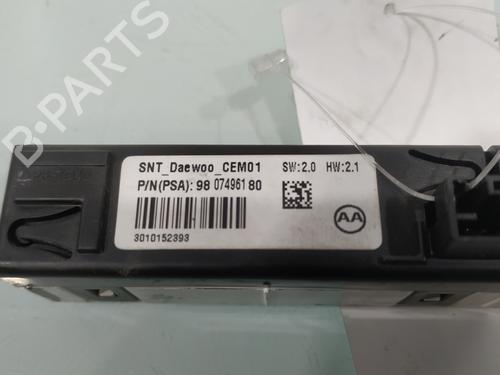 B-PARTS
SNT_Daewoo_CEM01 SW:2.0 HW:2.1
P/N(PSA): 98 074961 80
AA
3010152393